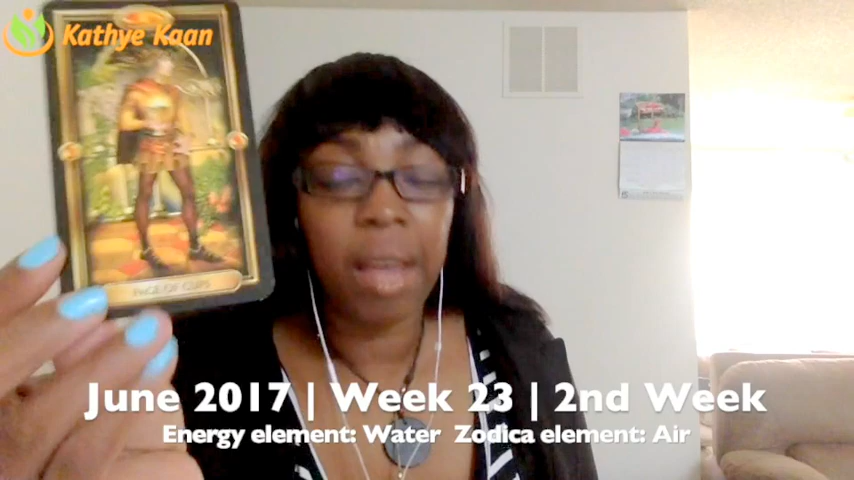 Kathye Kaan
PAGE OF CUPS
June 2017 | Week 23 | 2nd Week
Energy element: Water Zodica element: Air